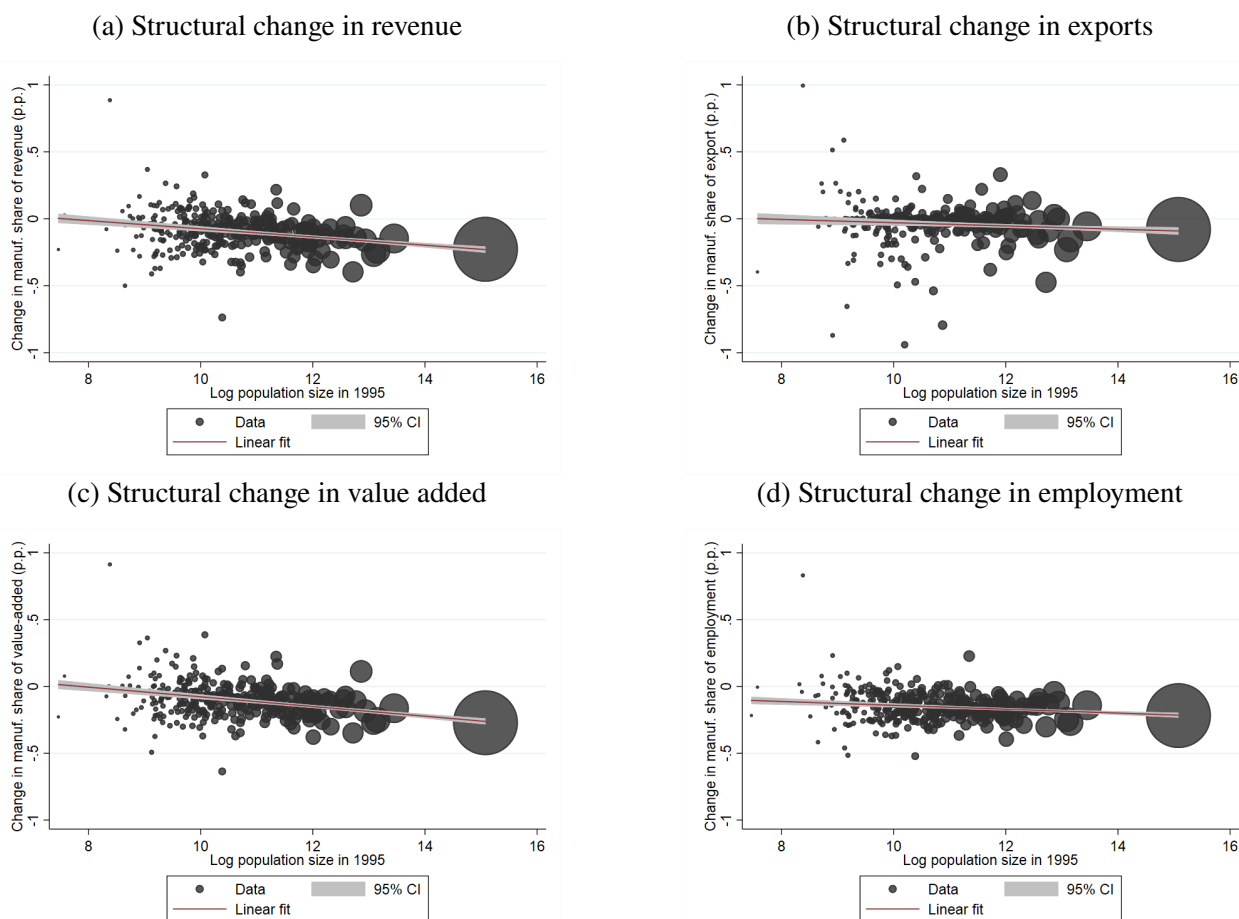 (a) Structural change in revenue
Change in manuf. share of revenue (p.p.)
1
.5
0
-.5
-1
8 10 12 14 16
Log population size in 1995
Data 95% CI
Linear fit
(b) Structural change in exports
Change in manuf. share of export (p.p.)
1
.5
0
-.5
-1
8 10 12 14 16
Log population size in 1995
Data 95% CI
Linear fit
(c) Structural change in value added
Change in manuf. share of value-added (p.p.)
1
.5
0
-.5
-1
8 10 12 14 16
Log population size in 1995
Data 95% CI
Linear fit
(d) Structural change in employment
Change in manuf. share of employment (p.p.)
1
.5
0
-.5
-1
8 10 12 14 16
Log population size in 1995
Data 95% CI
Linear fit